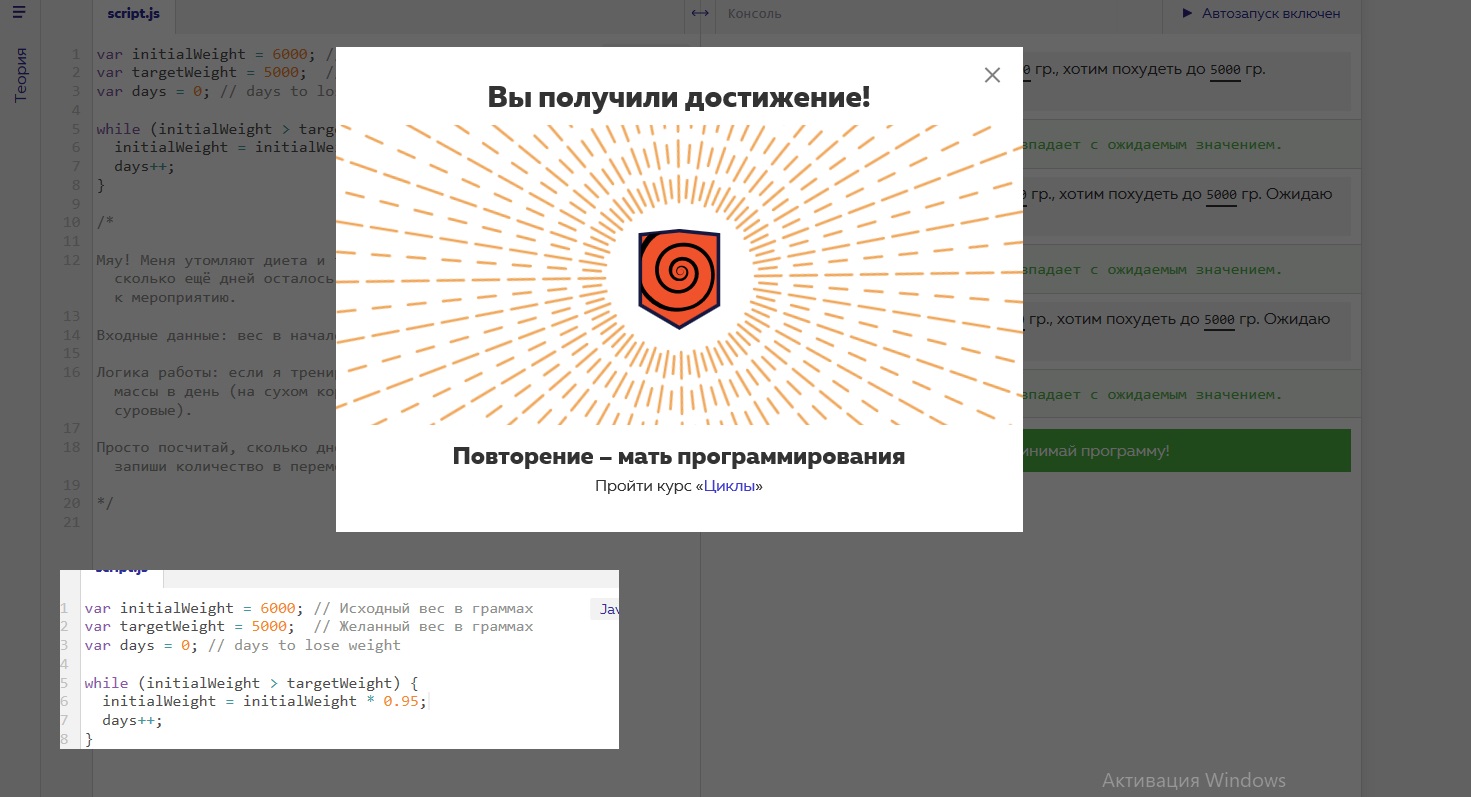 script.js
Консоль
Автозапуск включен
Теория
1 var initialWeight = 6000; //
2 var targetWeight = 5000; //
3 var days = 0; // days to lo
4
5 while (initialWeight > targ
6 initialWeight = initialWe
7 days++;
8 }
9
10 /*
11
12 Мяу! Меня утомляют диета и
сколько ещё дней осталось
к мероприятию.
13
14 Входные данные: вес в начал
15
16 Логика работы: если я трени
массы в день (на сухом ко
суровые).
17
18 Просто посчитай, сколько дн
запиши количество в перем
19
20 */
21
гр., хотим похудеть до 5000 гр.
впадает с ожидаемым значением.
гр., хотим похудеть до 5000 гр. Ожидаю
впадает с ожидаемым значением.
гр., хотим похудеть до 5000 гр. Ожидаю
впадает с ожидаемым значением.
инимай программу!
Вы получили достижение!
Повторение – мать программирования
Пройти курс «Циклы»
script.js
1 var initialWeight = 6000; // Исходный вес в граммах
Jav
2 var targetWeight = 5000; // Желанный вес в граммах
3 var days = 0; // days to lose weight
4
5 while (initialWeight > targetWeight) {
6 initialWeight = initialWeight * 0.95;
7 days++;
8 }
Активация Windows